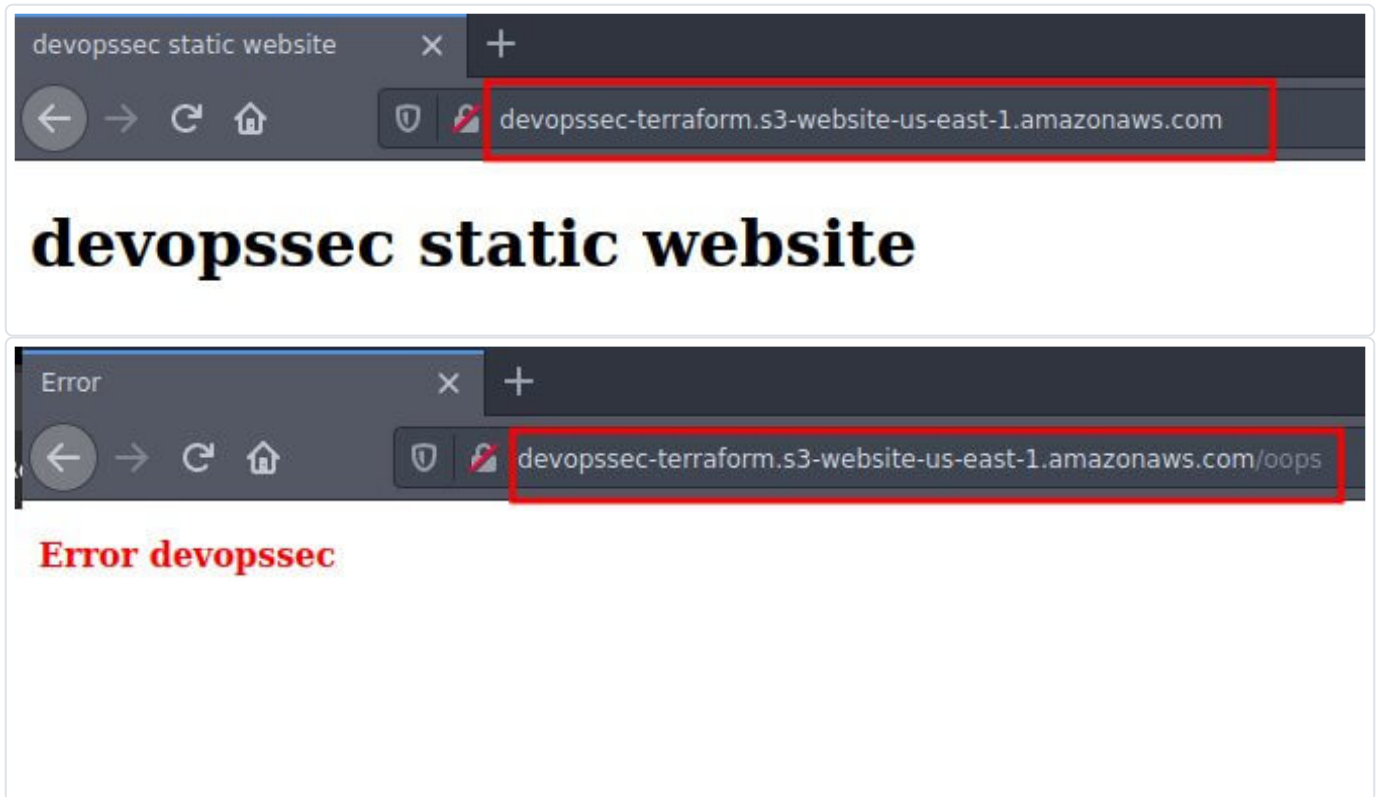 devopssec static website
devopssec-terraform.s3-website-us-east-1.amazonaws.com
devopssec static website
Error
devopssec-terraform.s3-website-us-east-1.amazonaws.com/oops
Error devopssec